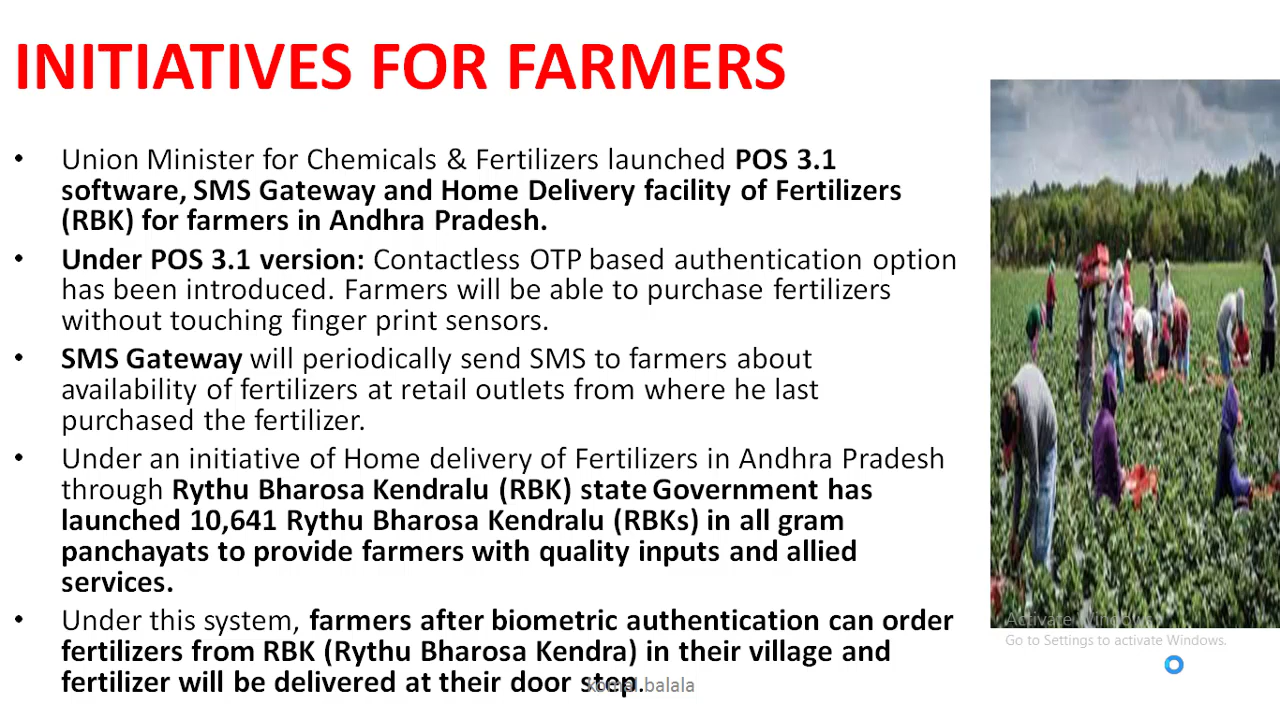 INITIATIVES FOR FARMERS
• Union Minister for Chemicals & Fertilizers launched POS 3.1
software, SMS Gateway and Home Delivery facility of Fertilizers
(RBK) for farmers in Andhra Pradesh.
• Under POS 3.1 version: Contactless OTP based authentication option
has been introduced. Farmers will be able to purchase fertilizers
without touching finger print sensors.
• SMS Gateway will periodically send SMS to farmers about
availability of fertilizers at retail outlets from where he last
purchased the fertilizer.
• Under an initiative of Home delivery of Fertilizers in Andhra Pradesh
through Rythu Bharosa Kendralu (RBK) state Government has
launched 10,641 Rythu Bharosa Kendralu (RBKs) in all gram
panchayats to provide farmers with quality inputs and allied
services.
• Under this system, farmers after biometric authentication can order
fertilizers from RBK (Rythu Bharosa Kendra) in their village and
fertilizer will be delivered at their door step.
komal balala
Activate Windows
Go to Settings to activate Windows.